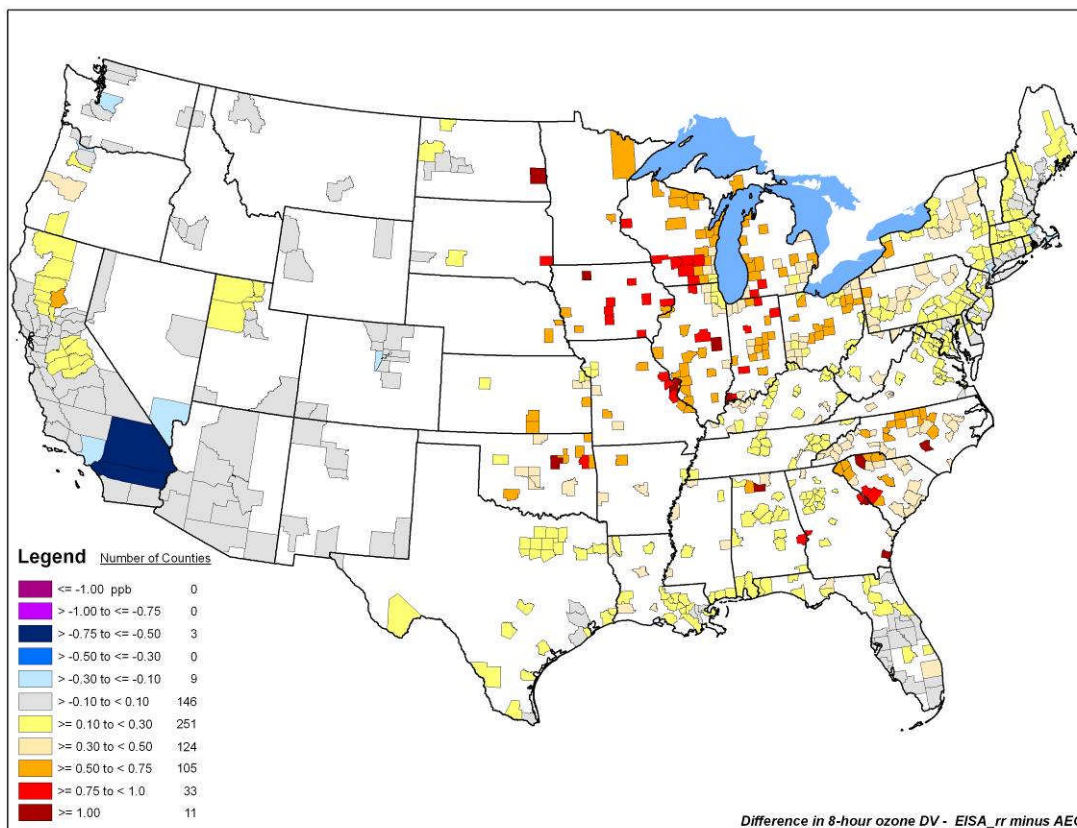 Legend Number of Counties
<= -1.00 ppb 0
> -1.00 to <= -0.75 0
> -0.75 to <= -0.50 3
> -0.50 to <= -0.30 0
> -0.30 to <= -0.10 9
> -0.10 to < 0.10 146
>= 0.10 to < 0.30 251
>= 0.30 to < 0.50 124
>= 0.50 to < 0.75 105
>= 0.75 to < 1.0 33
>= 1.00 11
Difference in 8-hour ozone DV - EISA_rr minus AEO